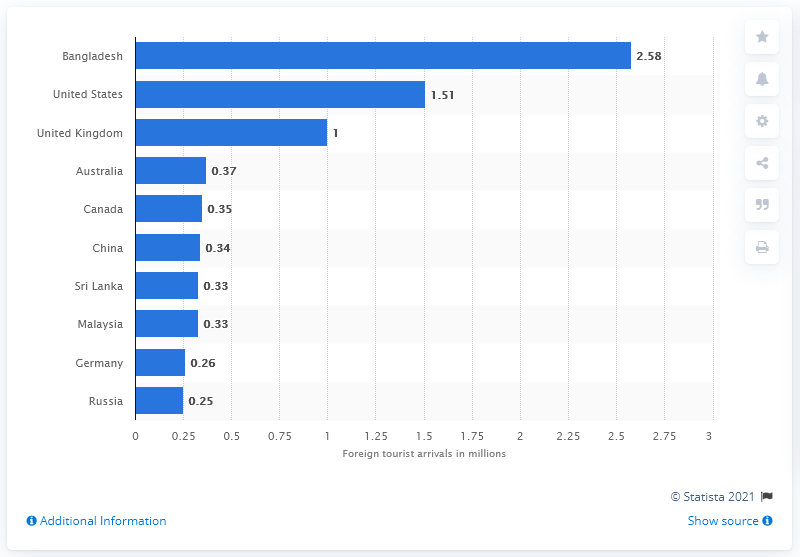 Bangladesh 2.58
United States 1.51
United Kingdom 1
Australia 0.37
Canada 0.35
China 0.34
Sri Lanka 0.33
Malaysia 0.33
Germany 0.26
Russia 0.25
0 0.25 0.5 0.75 1 1.25 1.5 1.75 2 2.25 2.5 2.75 3
Foreign tourist arrivals in millions
© Statista 2021
Additional Information Show source